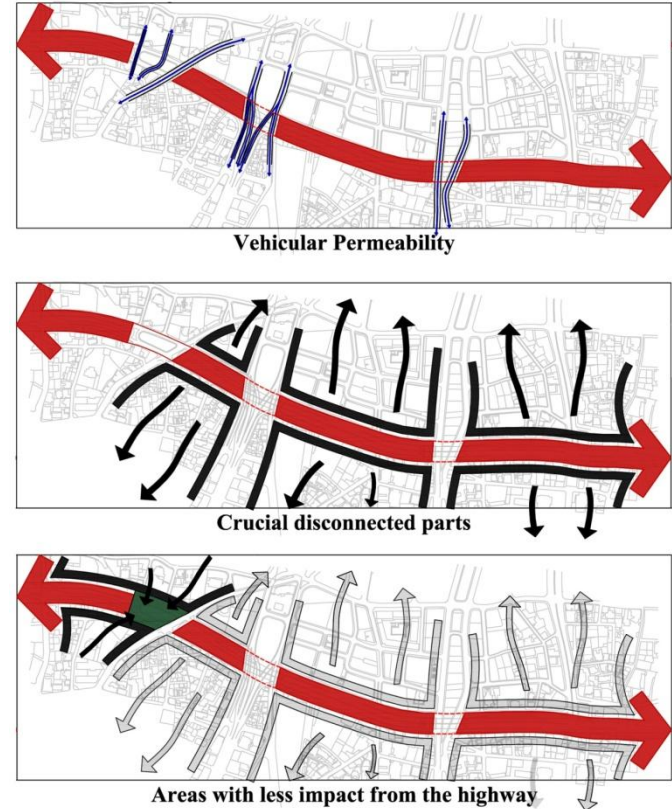 Vehicular Permeability
Crucial disconnected parts
Areas with less impact from the highway